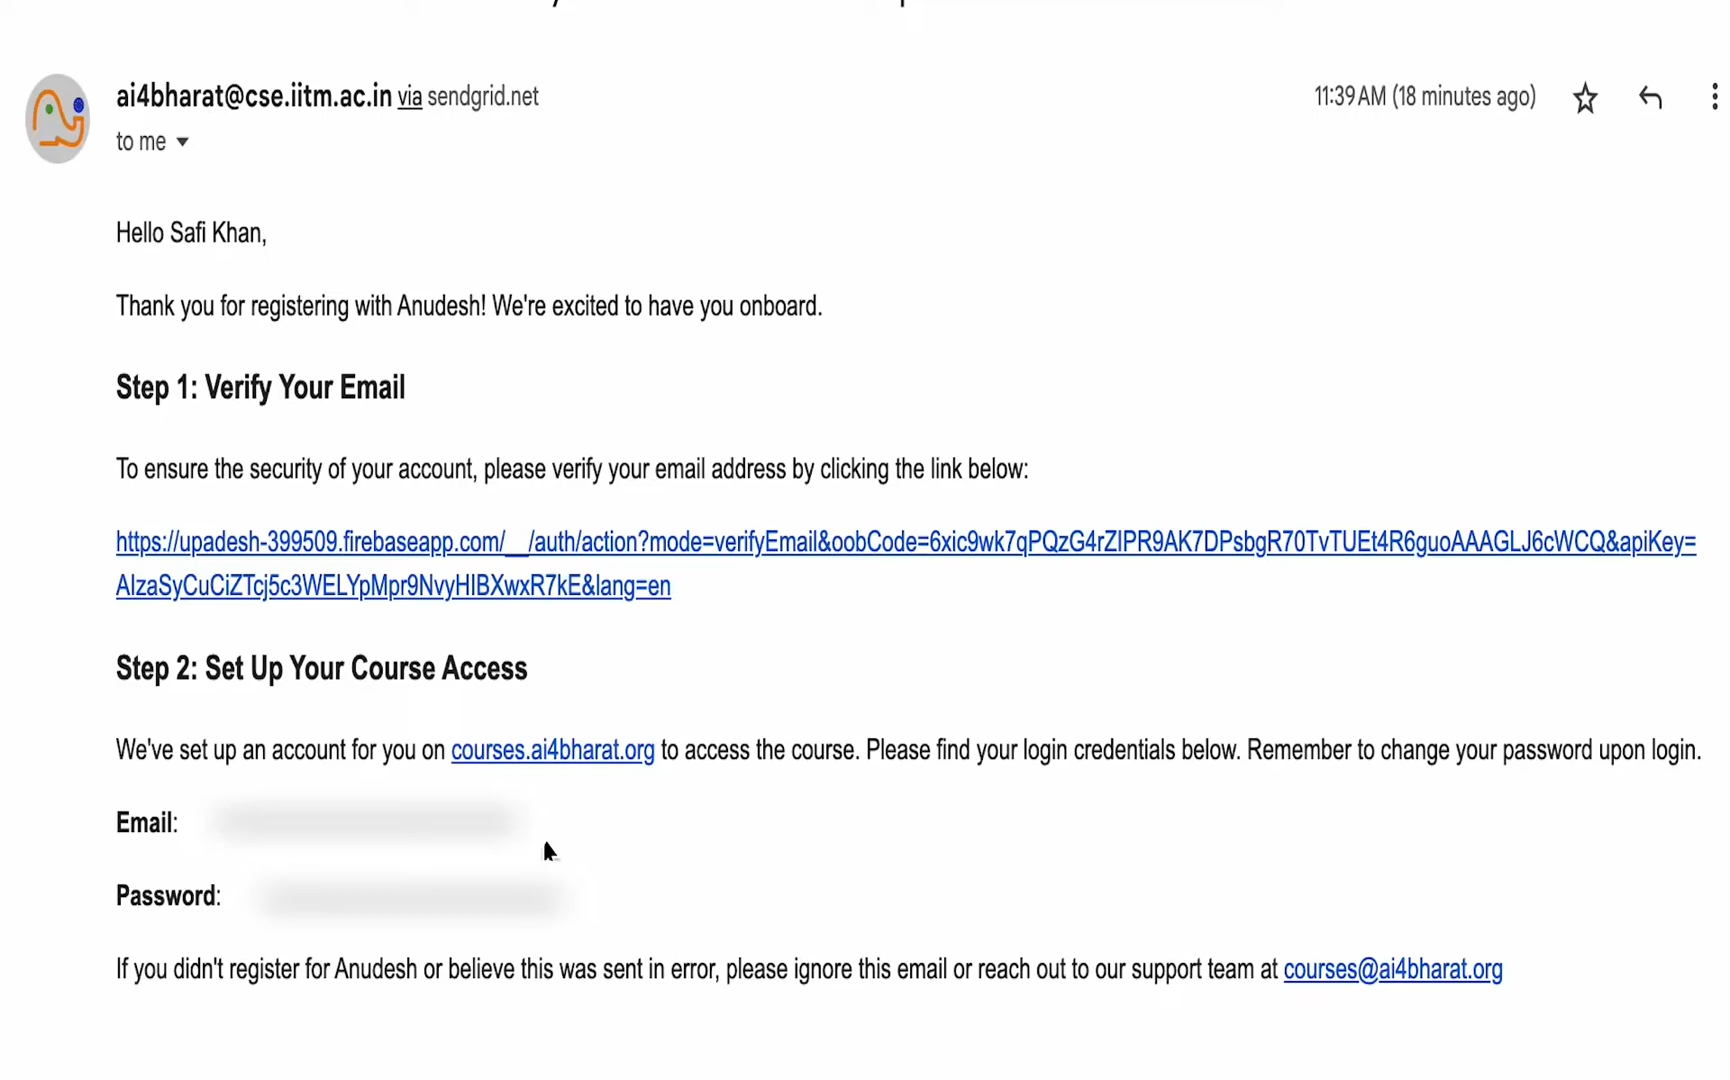 ai4bharat@cse.iitm.ac.in via sendgrid.net
11:39 AM (18 minutes ago)
to me
Hello Safi Khan,
Thank you for registering with Anudesh! We're excited to have you onboard.
Step 1: Verify Your Email
To ensure the security of your account, please verify your email address by clicking the link below:
https://upadesh-399509.firebaseapp.com/__/auth/action?mode=verifyEmail&oobCode=6xic9wk7qPQzG4rZIPR9AK7DPsbgR70TvTUEt4R6guoAAAGLJ6cWCQ&apiKey=
AIzaSyCuCiZTcj5c3WELYpMpr9NvyHIBXwxR7kE&lang=en
Step 2: Set Up Your Course Access
We've set up an account for you on courses.ai4bharat.org to access the course. Please find your login credentials below. Remember to change your password upon login.
Email:
Password:
If you didn't register for Anudesh or believe this was sent in error, please ignore this email or reach out to our support team at courses@ai4bharat.org